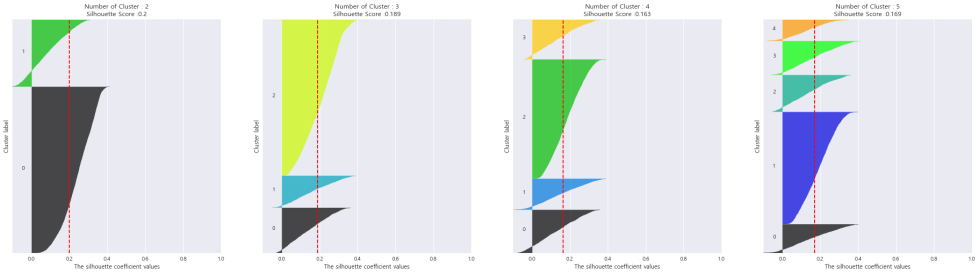 Number of Cluster : 2
Silhouette Score :0.2
Cluster label
1
0
0.0
0.2
0.4
0.6
0.8
1.0
The silhouette coefficient values
Number of Cluster : 3
Silhouette Score :0.189
Cluster label
2
1
0
0.0
0.2
0.4
0.6
0.8
1.0
The silhouette coefficient values
Number of Cluster : 4
Silhouette Score :0.163
Cluster label
3
2
1
0
0.0
0.2
0.4
0.6
0.8
1.0
The silhouette coefficient values
Number of Cluster : 5
Silhouette Score :0.169
Cluster label
4
3
2
1
0
0.0
0.2
0.4
0.6
0.8
1.0
The silhouette coefficient values